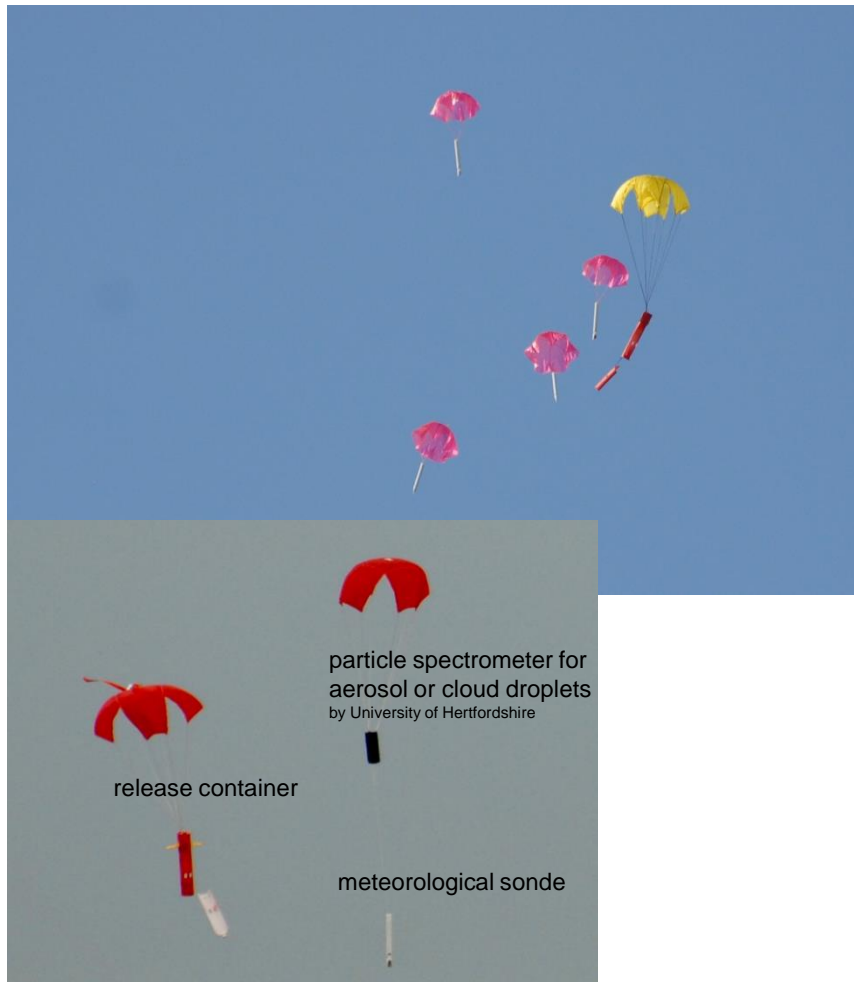 particle spectrometer for
aerosol or cloud droplets
by University of Hertfordshire
release container
meteorological sonde